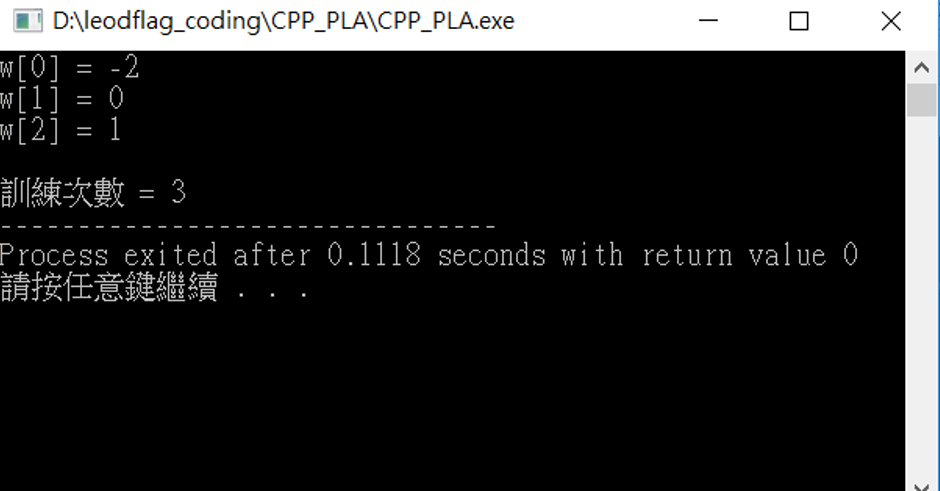 D:\leodflag_coding\CPP_PLA\CPP_PLA.exe
w[0] = -2
w[1] = 0
w[2] = 1
訓練次數 = 3
--------------------------------
Process exited after 0.1118 seconds with return value 0
請按任意鍵繼續 . . .